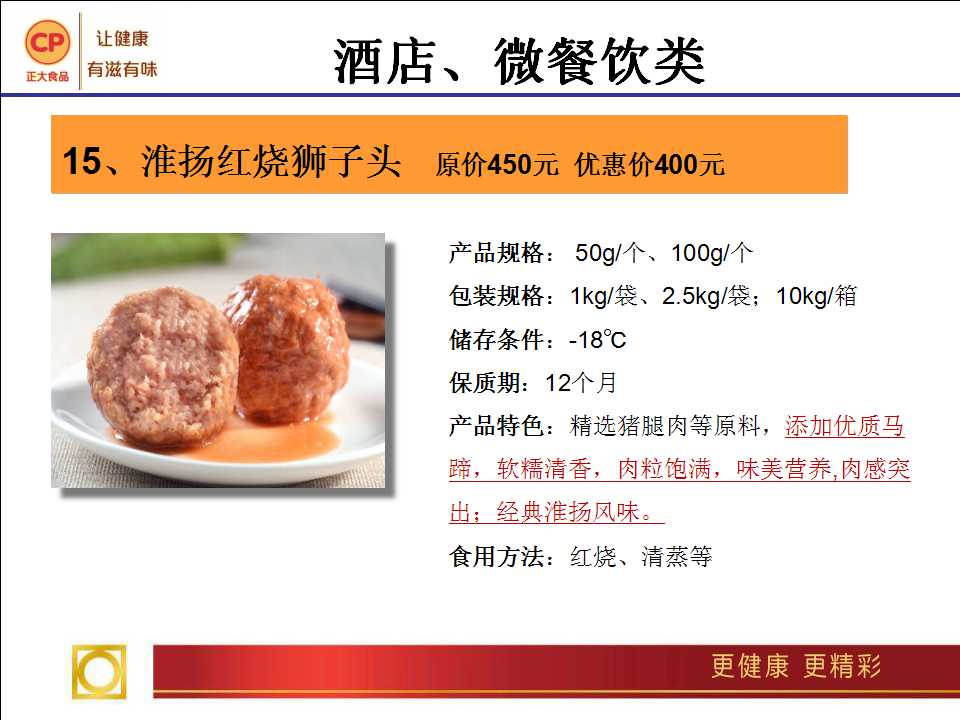 CP
正大食品
让健康
有滋有味
酒店、微餐饮类
15、淮扬红烧狮子头 原价450元 优惠价400元
产品规格： 50g/个、100g/个
包装规格：1kg/袋、2.5kg/袋；10kg/箱
储存条件：-18℃
保质期：12个月
产品特色：精选猪腿肉等原料，添加优质马
蹄，软糯清香，肉粒饱满，味美营养,肉感突
出；经典淮扬风味。
食用方法：红烧、清蒸等
更健康 更精彩